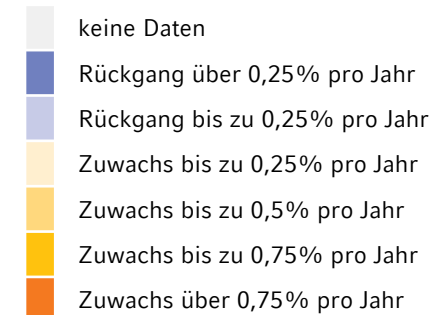 keine Daten
Rückgang über 0,25% pro Jahr
Rückgang bis zu 0,25% pro Jahr
Zuwachs bis zu 0,25% pro Jahr
Zuwachs bis zu 0,5% pro Jahr
Zuwachs bis zu 0,75% pro Jahr
Zuwachs über 0,75% pro Jahr